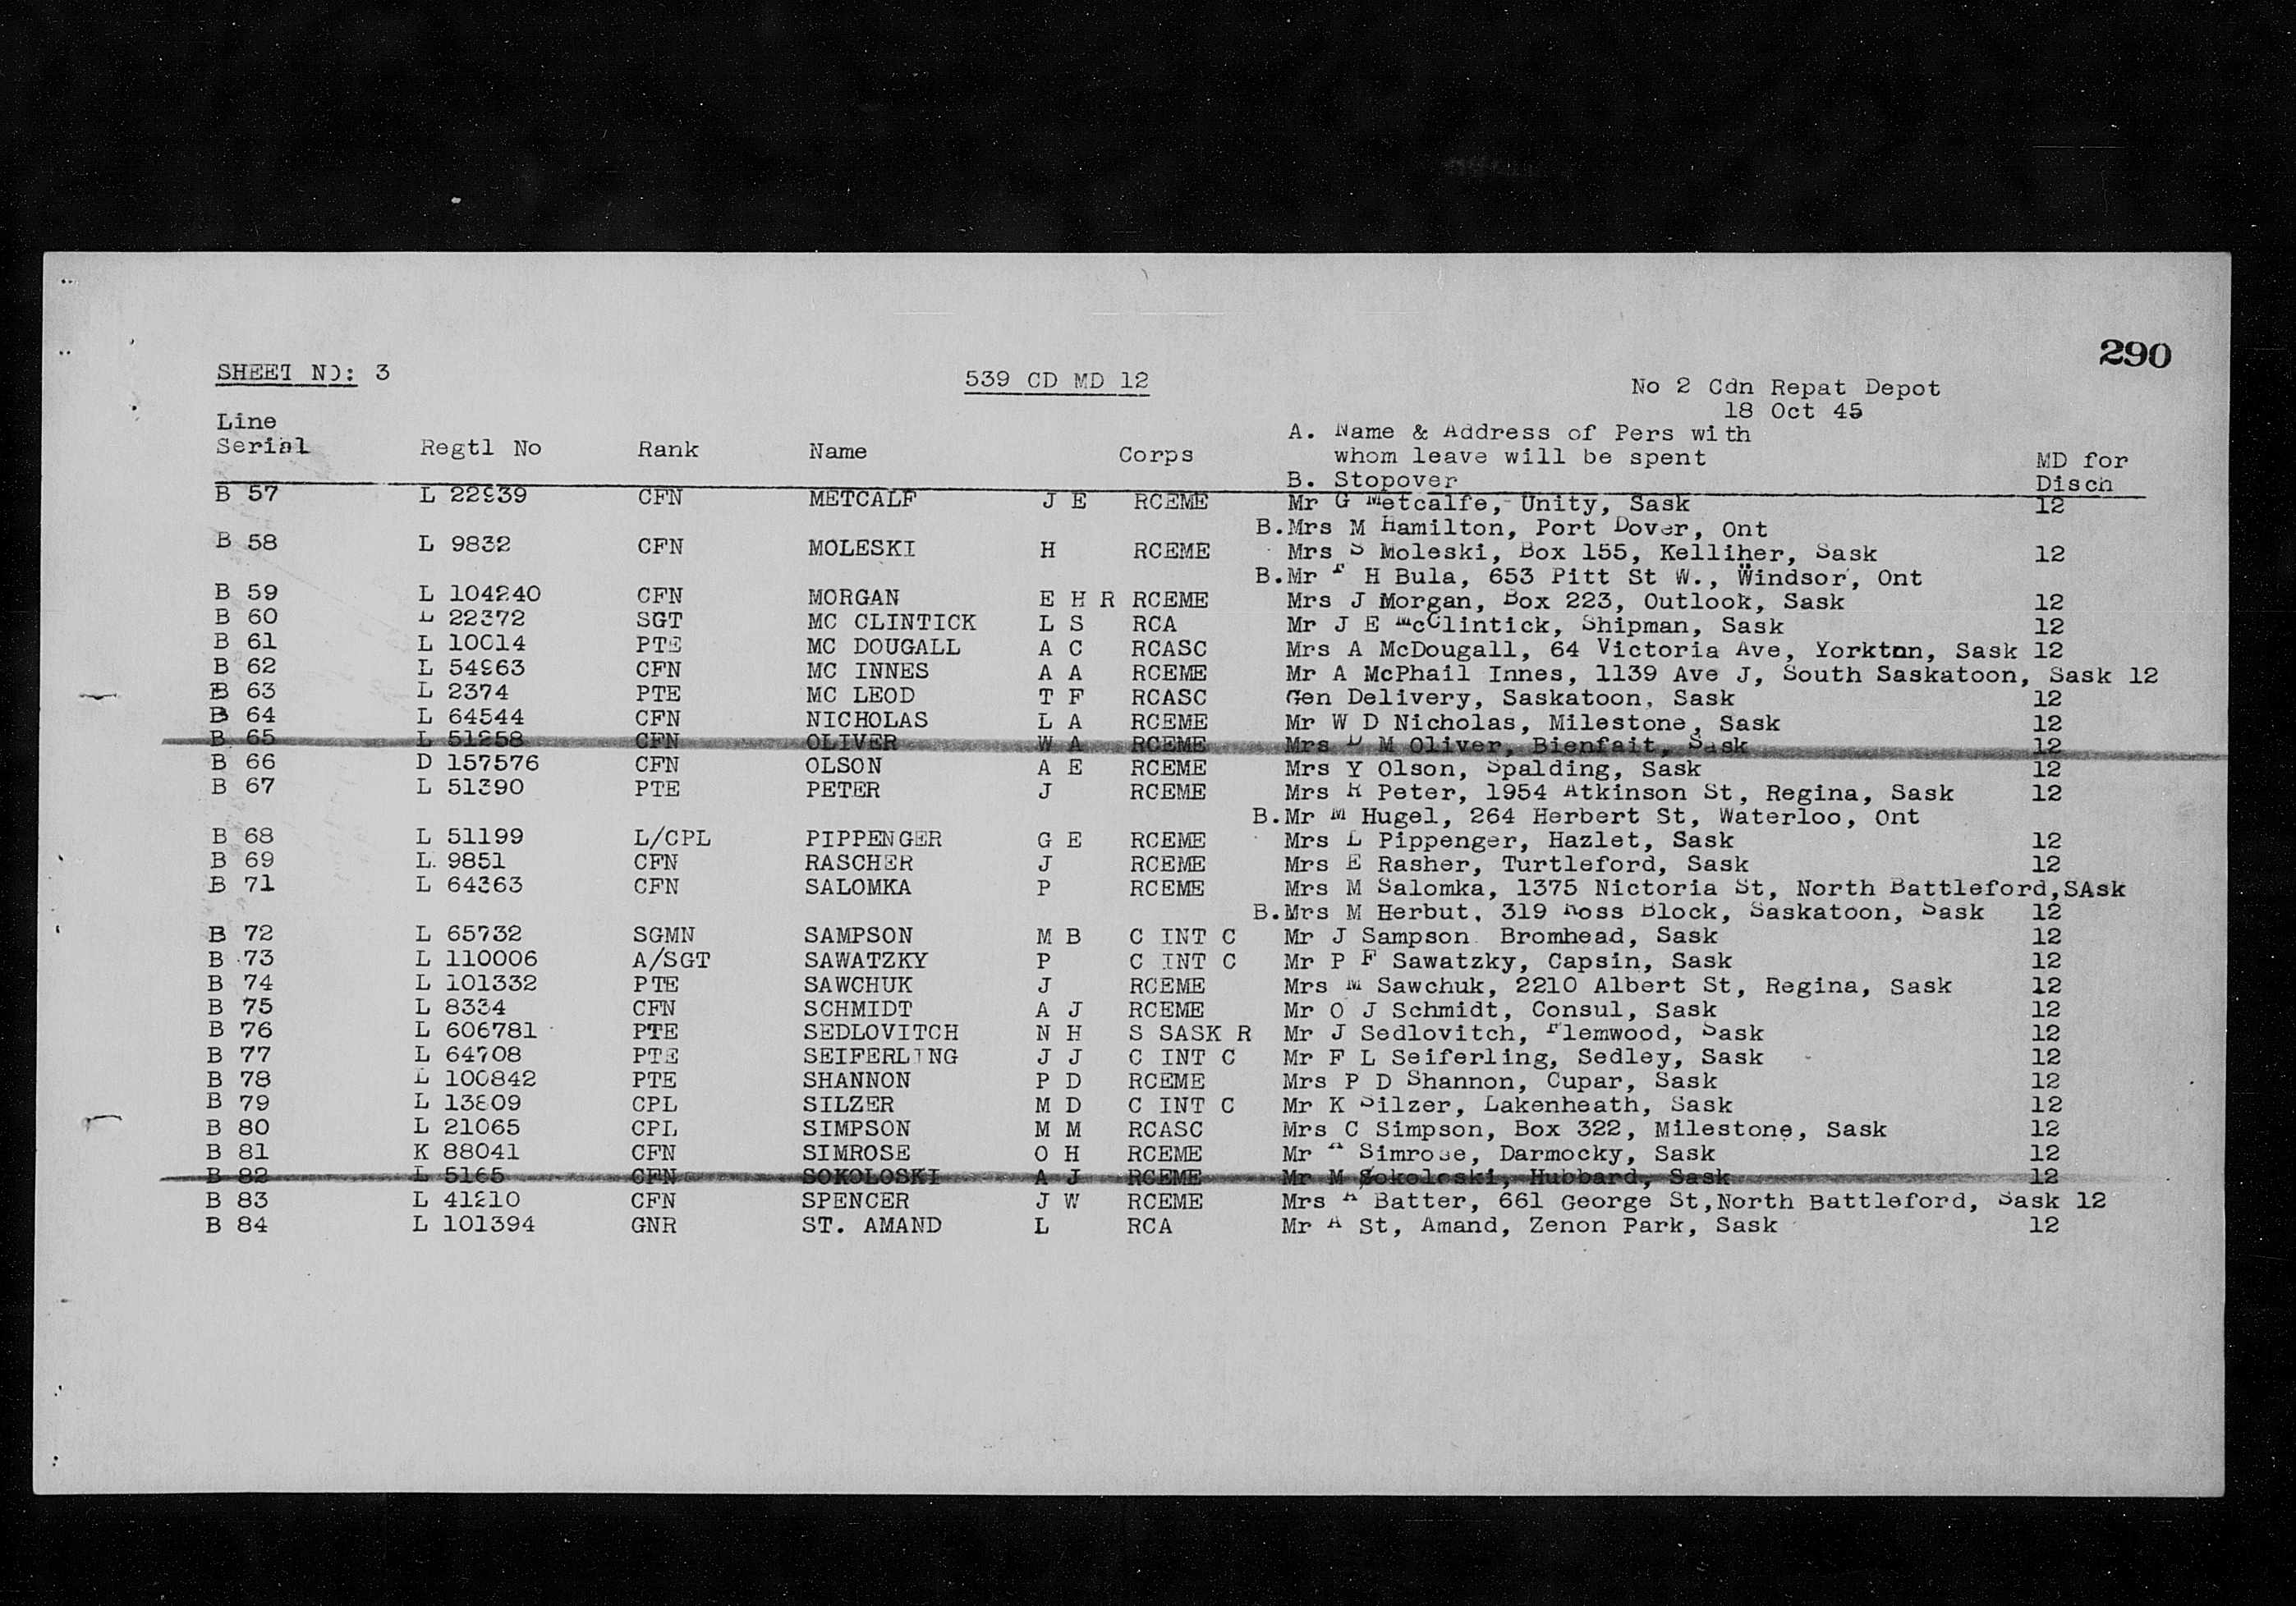 290
SHEET NO: 3
539 CD MD 12
No 2 Cdn Repat Depot
18 Oct 45
Line Serial Regtl No Rank Name Corps A. Name & Address of Pers with whom leave will be spent B. Stopover MD for Disch
B 57 L 22939 CFN METCALF J E RCEME Mr G Metcalfe, Unity, Sask 12
B.Mrs M Hamilton, Port Dover, Ont
B 58 L 9832 CFN MOLESKI H RCEME Mrs S Moleski, Box 155, Kelliher, Sask 12
B.Mr H Bula, 653 Pitt St W., Windsor, Ont
B 59 L 104240 CFN MORGAN E H R RCEME Mrs J Morgan, Box 223, Outlook, Sask 12
B 60 L 22372 SGT MC CLINTICK L S RCA Mr J E McClintick, Shipman, Sask 12
B 61 L 10014 PTE MC DOUGALL A C RCASC Mrs A McDougall, 64 Victoria Ave, Yorkton, Sask 12
B 62 L 54963 CFN MC INNES A A RCEME Mr A McPhail Innes, 1139 Ave J, South Saskatoon, Sask 12
B 63 L 2374 PTE MC LEOD T F RCASC Gen Delivery, Saskatoon, Sask 12
B 64 L 64544 CFN NICHOLAS L A RCEME Mr W D Nicholas, Milestone, Sask 12
B 65 L 51258 CFN OLIVER W A RCEME Mrs D M Oliver, Bienfait, Sask 12
B 66 D 157576 CFN OLSON A E RCEME Mrs Y Olson, Spalding, Sask 12
B 67 L 51390 PTE PETER J RCEME Mrs R Peter, 1954 Atkinson St, Regina, Sask 12
B.Mr M Hugel, 264 Herbert St, Waterloo, Ont
B 68 L 51199 L/CPL PIPPENGER G E RCEME Mrs L Pippenger, Hazlet, Sask 12
B 69 L. 9851 CFN RASCHER J RCEME Mrs E Rasher, Turtleford, Sask 12
B 71 L 64363 CFN SALOMKA P RCEME Mrs M Salomka, 1375 Nictoria St, North Battleford,SAsk
B.Mrs M Herbut, 319 Ross Block, Saskatoon, Sask 12
B 72 L 65732 SGMN SAMPSON M B C INT C Mr J Sampson Bromhead, Sask 12
B 73 L 110006 A/SGT SAWATZKY P C INT C Mr P F Sawatzky, Capsin, Sask 12
B 74 L 101332 PTE SAWCHUK J RCEME Mrs M Sawchuk, 2210 Albert St, Regina, Sask 12
B 75 L 8334 CFN SCHMIDT A J RCEME Mr O J Schmidt, Consul, Sask 12
B 76 L 606781 PTE SEDLOVITCH N H S SASK R Mr J Sedlovitch, Flemwood, Sask 12
B 77 L 64708 PTE SEIFERLING J J C INT C Mr F L Seiferling, Sedley, Sask 12
B 78 L 100842 PTE SHANNON P D RCEME Mrs P D Shannon, Cupar, Sask 12
B 79 L 13809 CPL SILZER M D C INT C Mr K Silzer, Lakenheath, Sask 12
B 80 L 21065 CPL SIMPSON M M RCASC Mrs C Simpson, Box 322, Milestone, Sask 12
B 81 K 88041 CFN SIMROSE O H RCEME Mr Simrose, Darmocky, Sask 12
B 82 L 5165 CFN SOKOLOSKI A J RCEME Mr M Sokoloski, Hubbard, Sask 12
B 83 L 41210 CFN SPENCER J W RCEME Mrs Batter, 661 George St,North Battleford, Sask 12
B 84 L 101394 GNR ST. AMAND L RCA Mr A St, Amand, Zenon Park, Sask 12